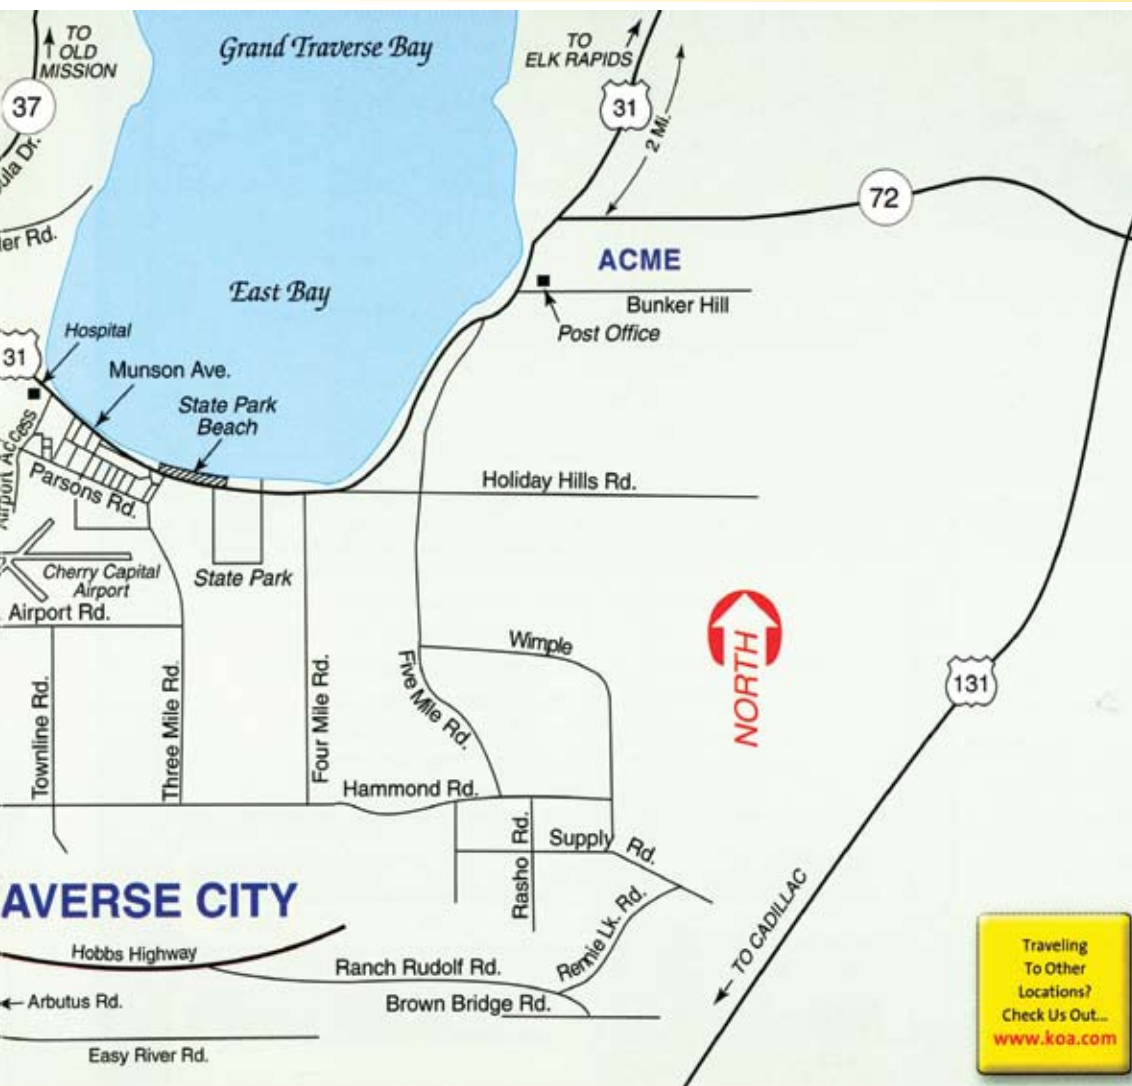 TO
OLD
MISSION
37
ula Dr.
ler Rd.
Grand Traverse Bay
TO
ELK RAPIDS
31
2 Mi.
72
ACME
East Bay
Bunker Hill
Post Office
Hospital
31
Munson Ave.
State Park
Beach
Airport Access
Parsons Rd.
Holiday Hills Rd.
Cherry Capital
Airport
State Park
Airport Rd.
Wimple
NORTH
Townline Rd.
Three Mile Rd.
Four Mile Rd.
Five Mile Rd.
131
Hammond Rd.
Rasho Rd.
Supply Rd.
AVERSE CITY
Rennie Lk. Rd.
TO CADILLAC
Hobbs Highway
Ranch Rudolf Rd.
Arbutus Rd.
Brown Bridge Rd.
Easy River Rd.
Traveling
To Other
Locations?
Check Us Out...
www.koa.com